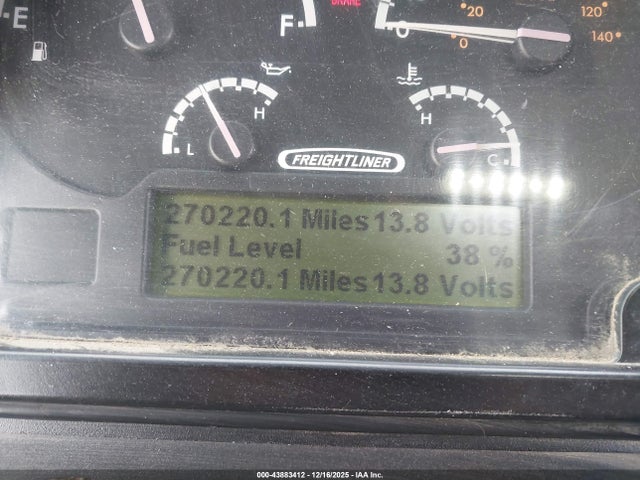 E
F
BRAKE
0
20
120
0
140
H
L
H
C
FREIGHTLINER
270220.1 Miles 13.8 Volts
Fuel Level 38 %
270220.1 Miles 13.8 Volts
000-43883412 - 12/16/2025 - IAA Inc.